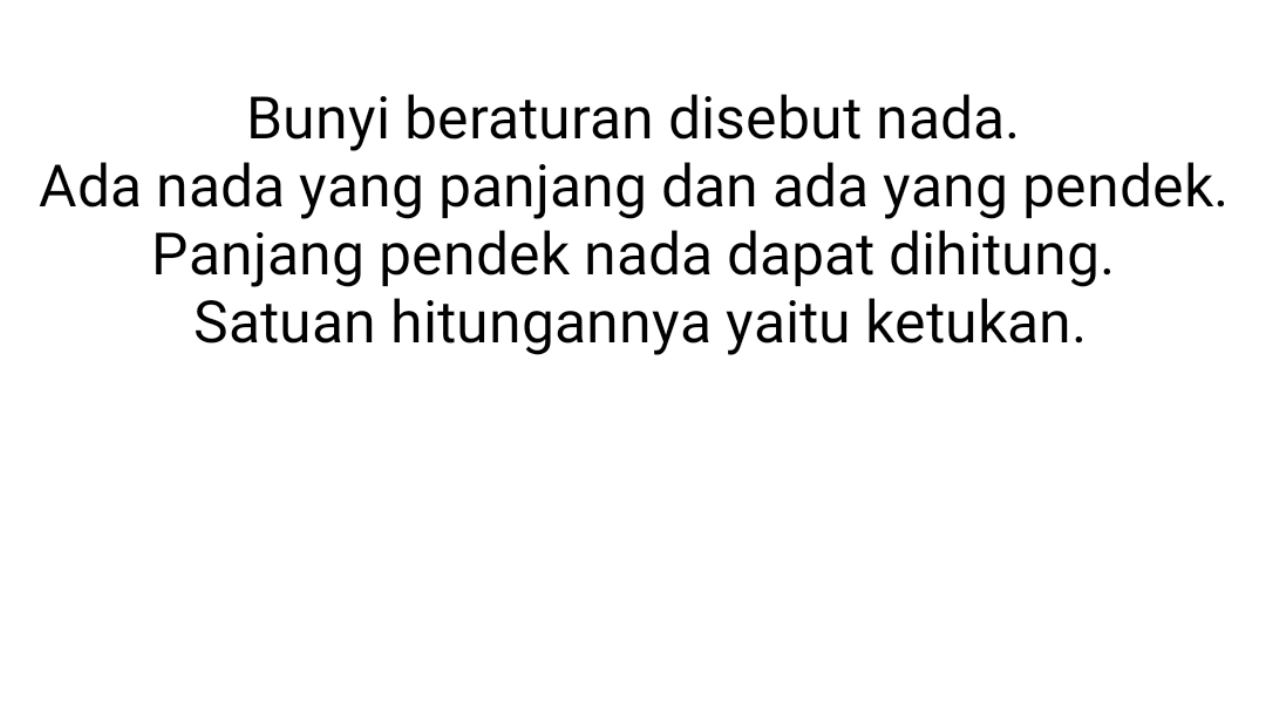 Bunyi beraturan disebut nada.
Ada nada yang panjang dan ada yang pendek.
Panjang pendek nada dapat dihitung.
Satuan hitungannya yaitu ketukan.